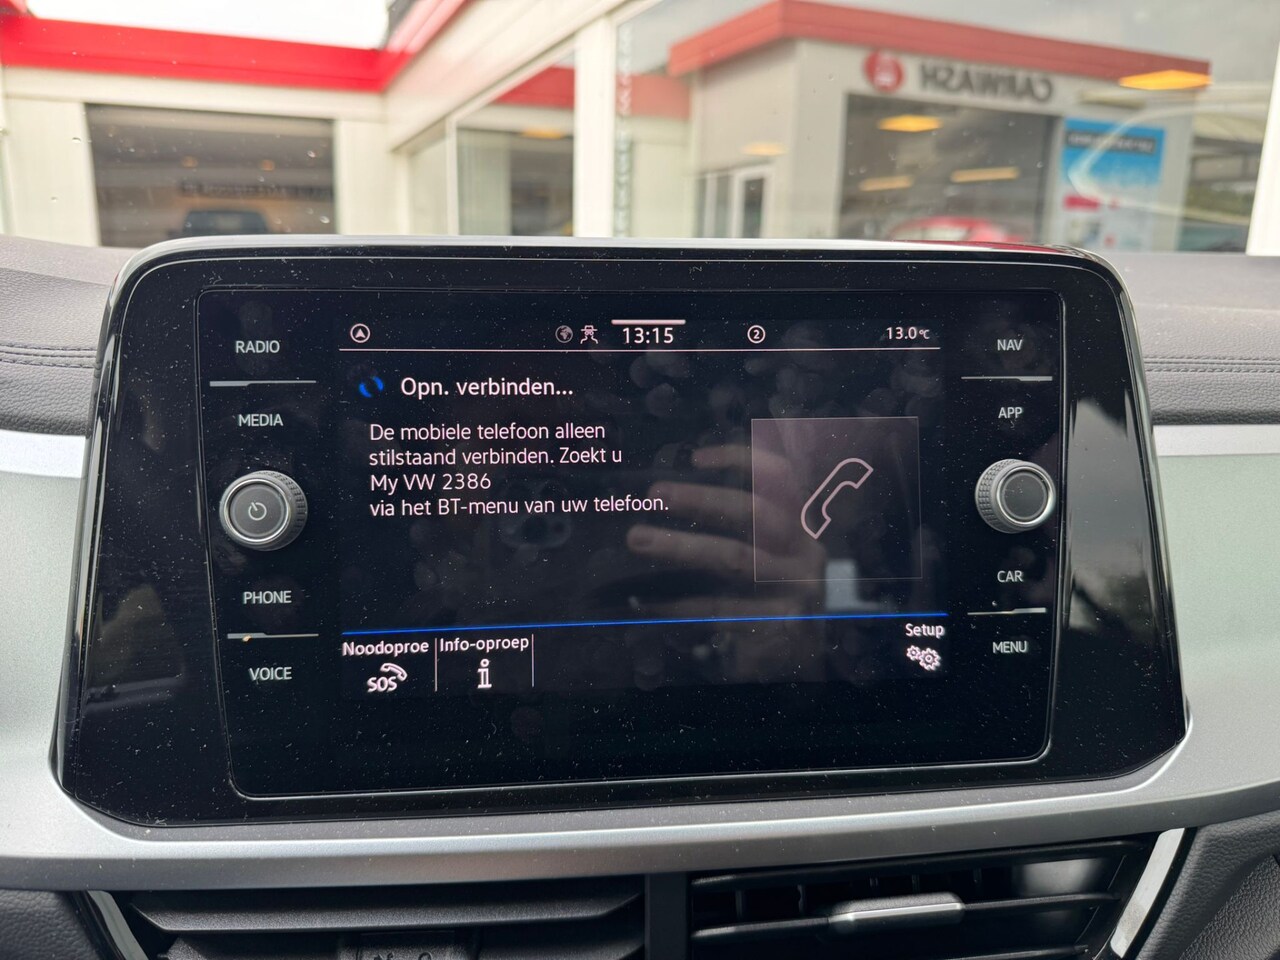 CARWASH
RADIO
MEDIA
PHONE
VOICE
13:15
2
13.0°C
Opn. verbinden...
De mobiele telefoon alleen
stilstaand verbinden. Zoekt u
My VW 2386
via het BT-menu van uw telefoon.
Noodoproe
SOS
Info-oproep
i
Setup
NAV
APP
CAR
MENU